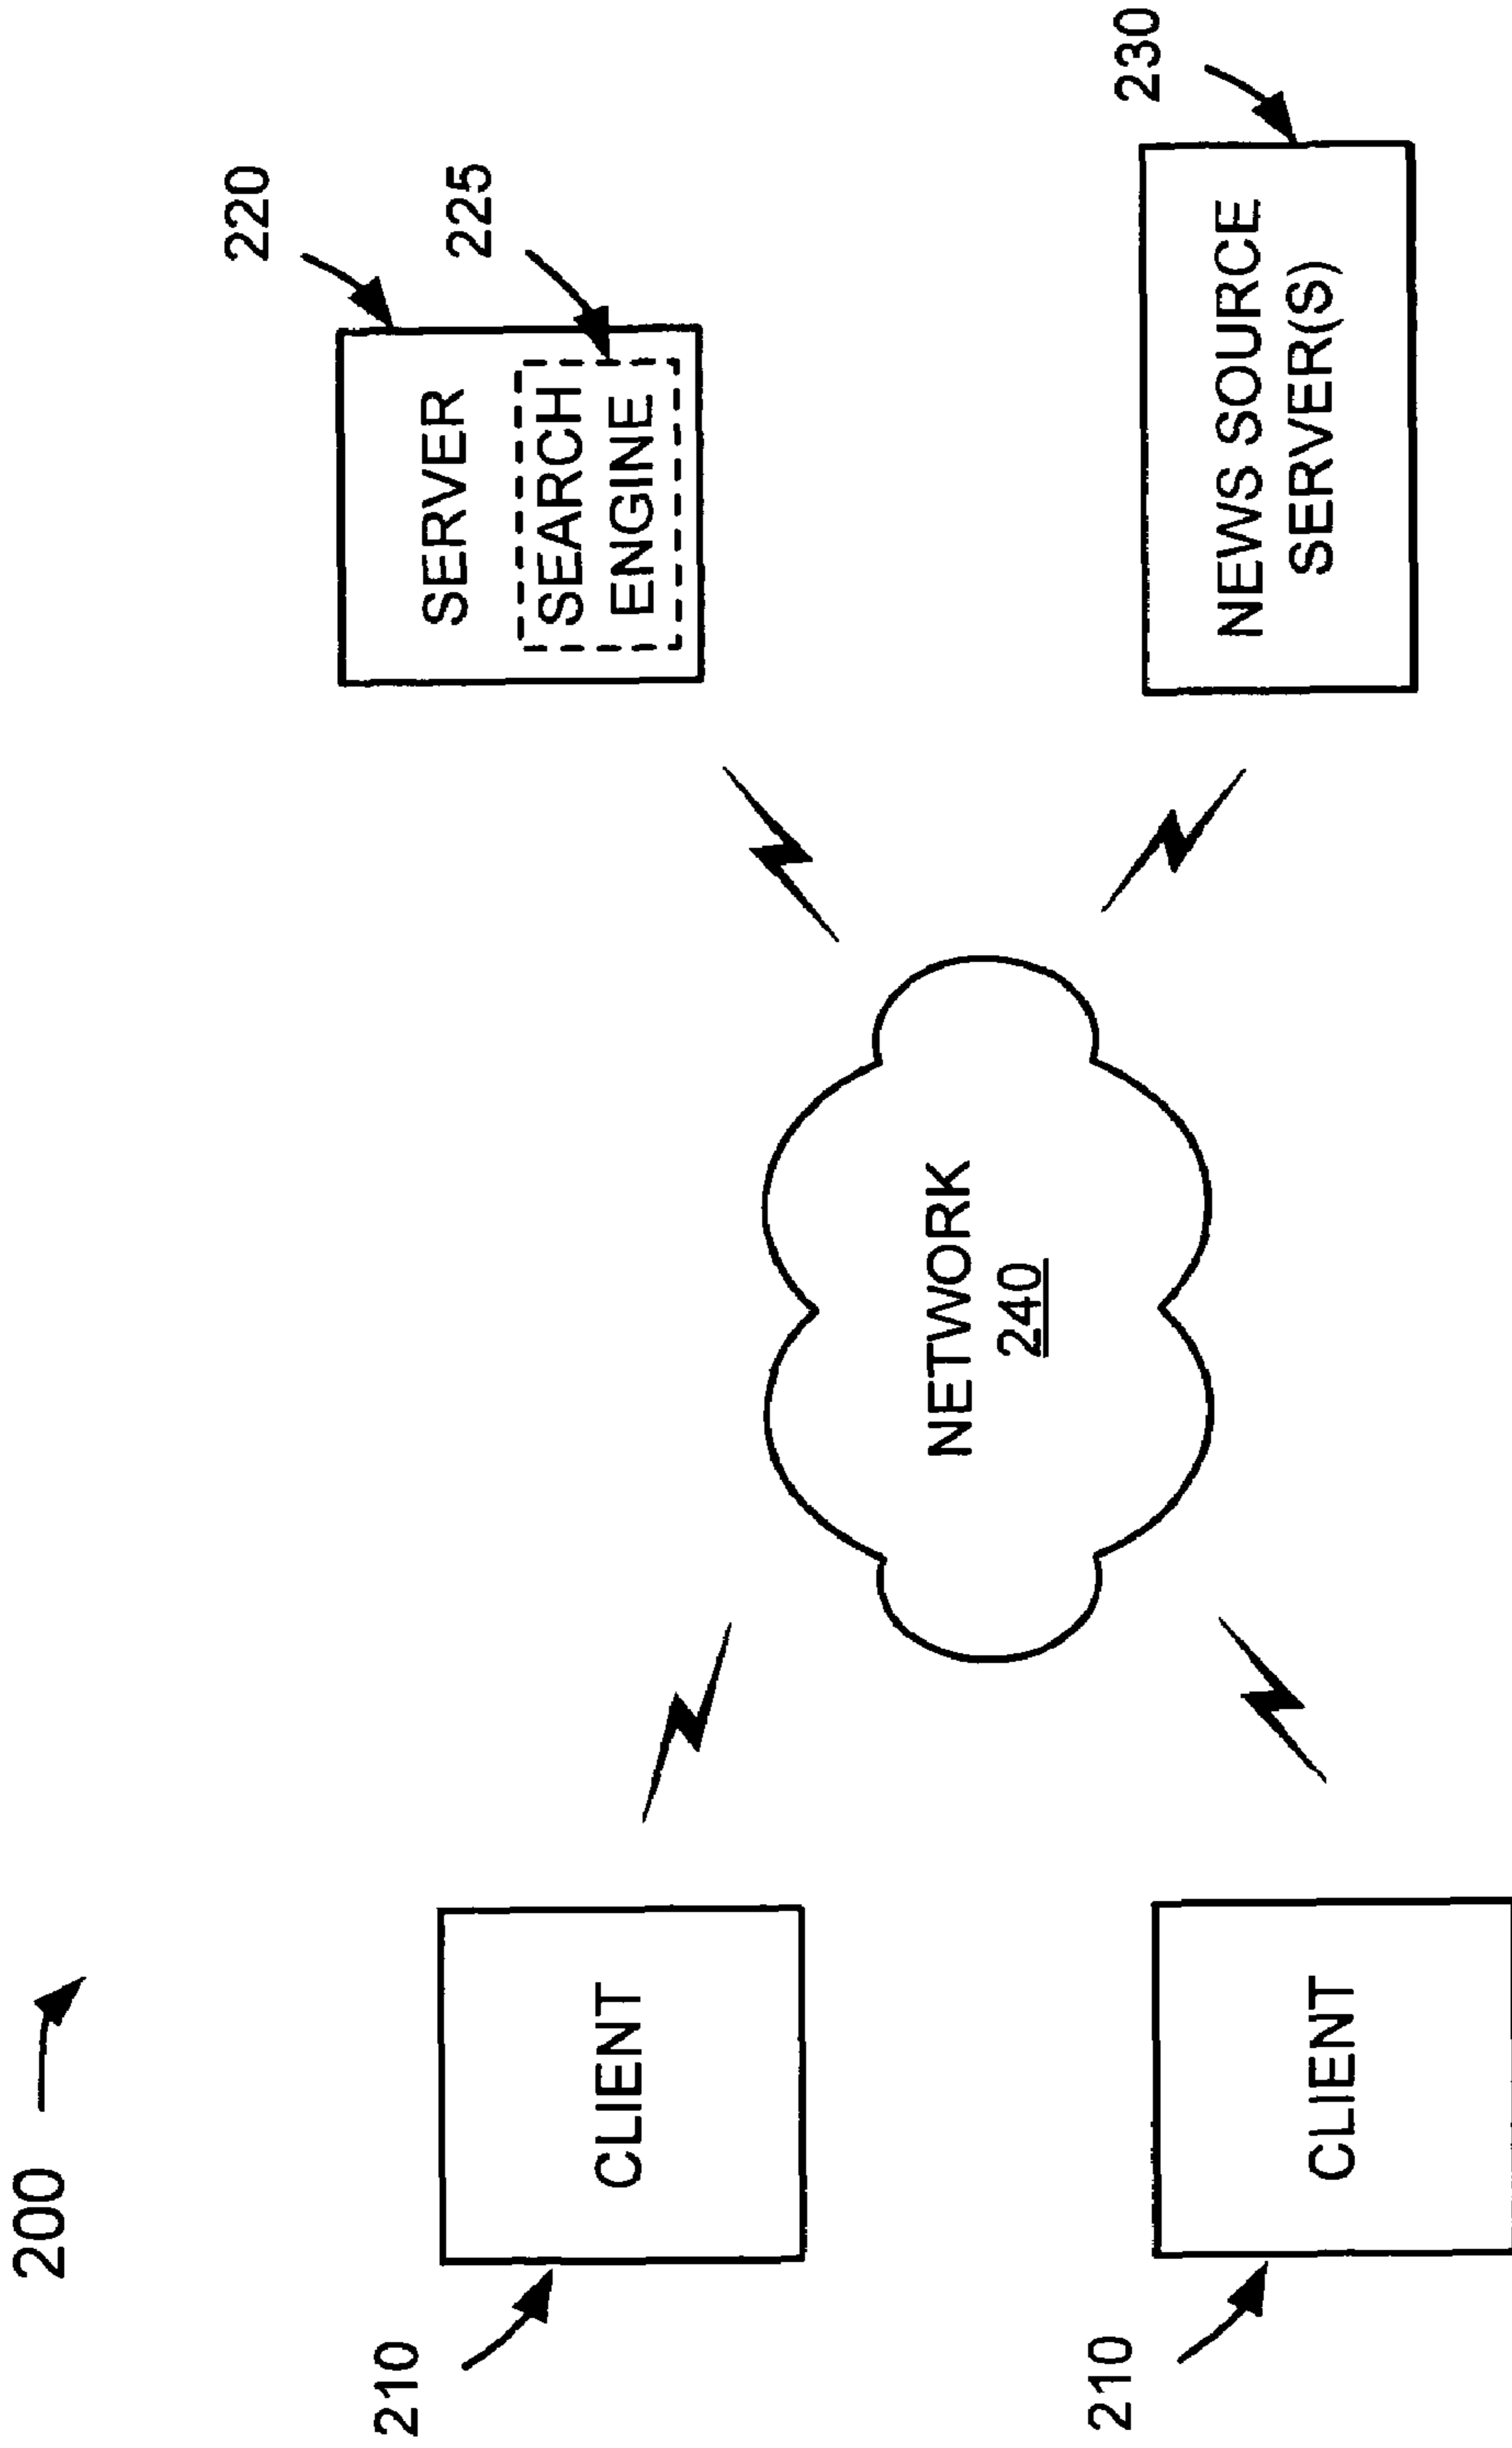 200
210
CLIENT
210
CLIENT
NETWORK
240
220
SERVER
225
SEARCH
ENGINE
230
NEWS SOURCE
SERVER(S)